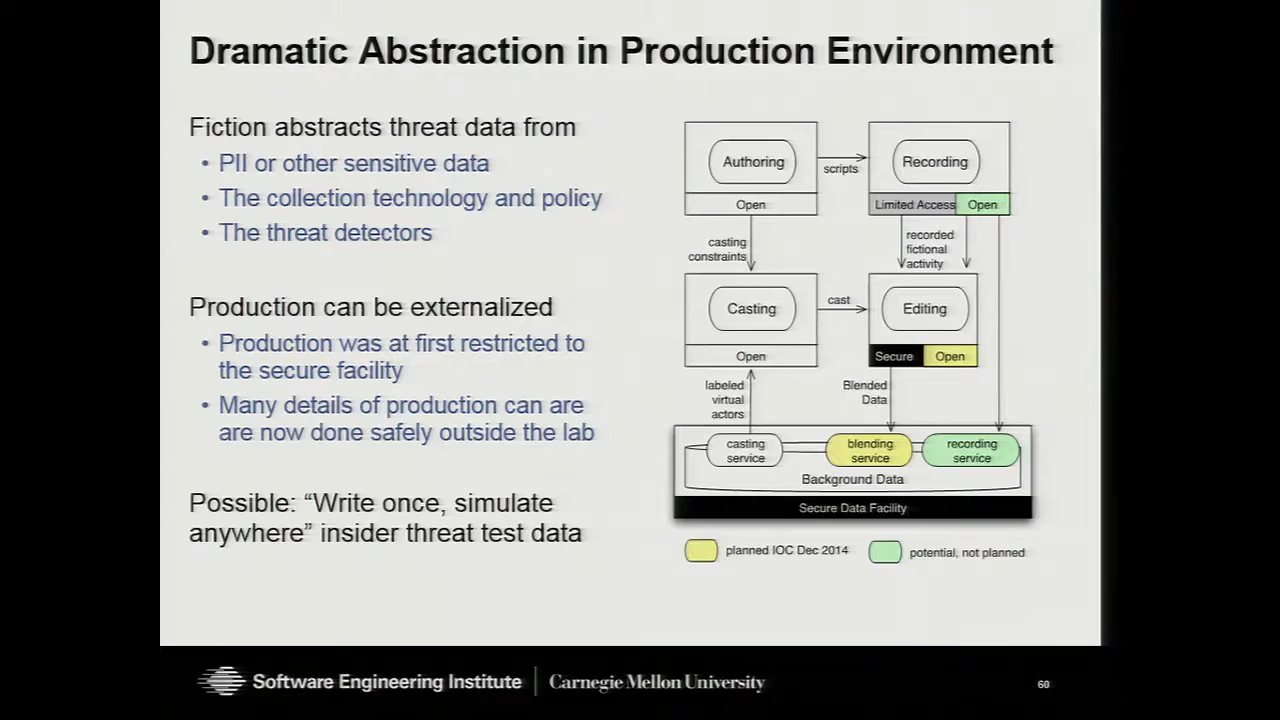 Dramatic Abstraction in Production Environment
Fiction abstracts threat data from
• PII or other sensitive data
• The collection technology and policy
• The threat detectors
Production can be externalized
• Production was at first restricted to
the secure facility
• Many details of production can are
are now done safely outside the lab
Possible: “Write once, simulate
anywhere” insider threat test data
Authoring
Open
scripts
Recording
Limited Access
Open
casting
constraints
recorded
fictional
activity
Casting
Open
cast
Editing
Secure
Open
labeled
virtual
actors
Blended
Data
casting
service
blending
service
recording
service
Background Data
Secure Data Facility
planned IOC Dec 2014
potential, not planned
Software Engineering Institute
Carnegie Mellon University
60